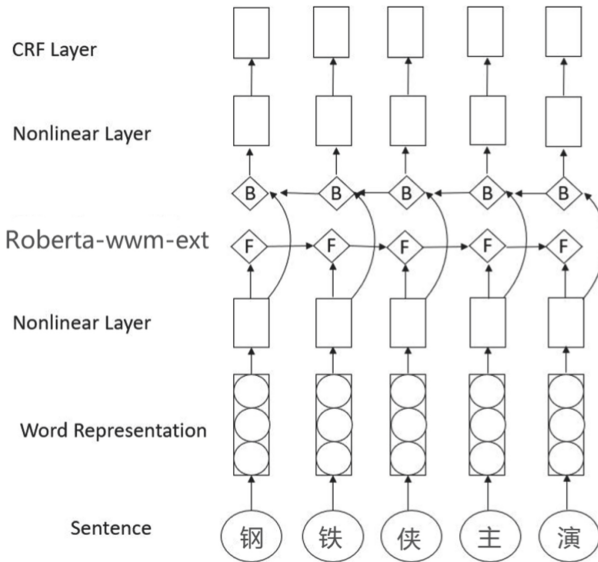 CRF Layer
Nonlinear Layer
B B B B B
Roberta-wwm-ext
F F F F F
Nonlinear Layer
Word Representation
Sentence 钢 铁 侠 主 演